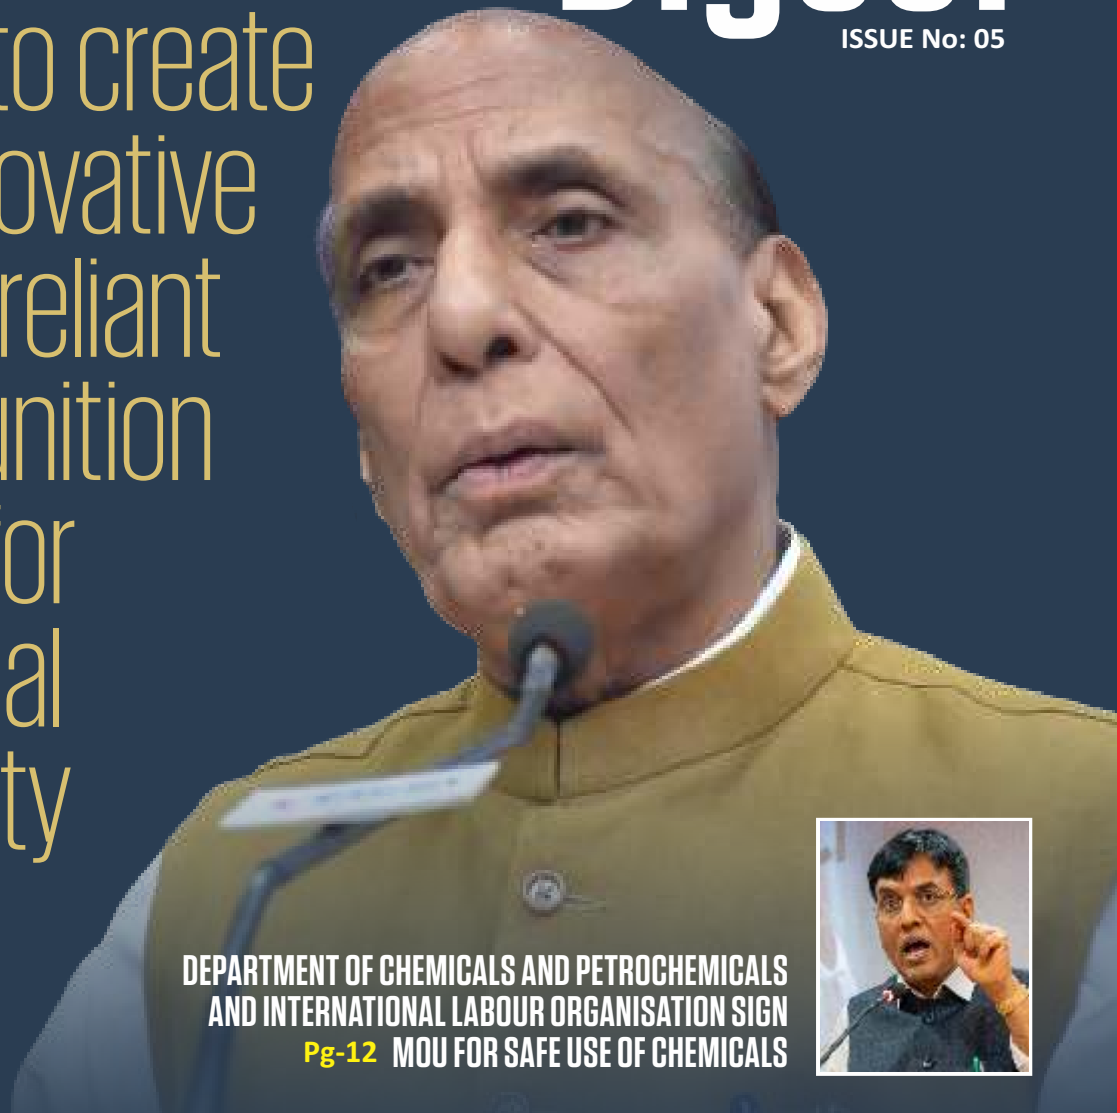 Digest
ISSUE No: 05
to create
ovative
reliant
unition
for
al
ty
DEPARTMENT OF CHEMICALS AND PETROCHEMICALS
AND INTERNATIONAL LABOUR ORGANISATION SIGN
Pg-12 MOU FOR SAFE USE OF CHEMICALS